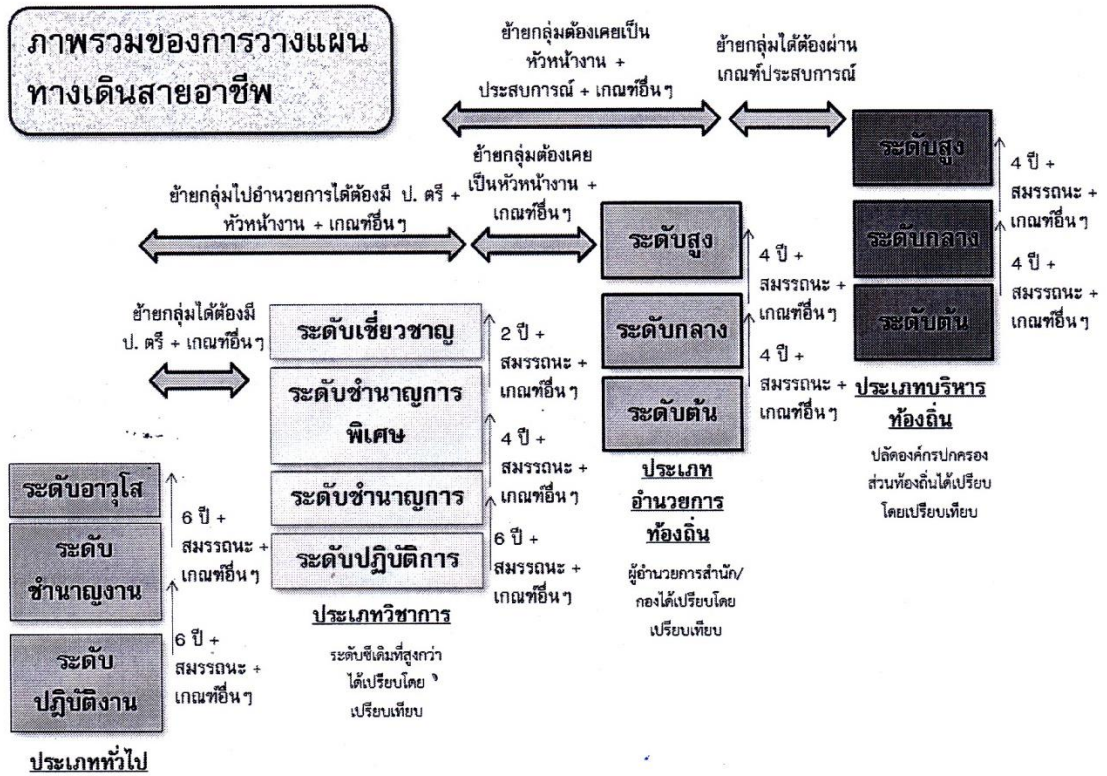 ภาพรวมของการวางแผน
ทางเดินสายอาชีพ
ย้ายกลุ่มต้องเคยเป็น
หัวหน้างาน +
ประสบการณ์ + เกณฑ์อื่นๆ
ย้ายกลุ่มได้ต้องผ่าน
เกณฑ์ประสบการณ์
ย้ายกลุ่มไปอำนวยการได้ต้องมี ป. ตรี +
หัวหน้างาน + เกณฑ์อื่นๆ
ย้ายกลุ่มต้องเคย
เป็นหัวหน้างาน +
เกณฑ์อื่นๆ
ย้ายกลุ่มได้ต้องมี
ป. ตรี + เกณฑ์อื่นๆ
ระดับอาวุโส
ระดับ
ชำนาญงาน
ระดับ
ปฎิบัติงาน
6 ปี +
สมรรถนะ +
เกณฑ์อื่นๆ
6 ปี +
สมรรถนะ +
เกณฑ์อื่นๆ
ประเภททั่วไป
ระดับเชี่ยวชาญ
ระดับชำนาญการ
พิเศษ
ระดับชำนาญการ
ระดับปฎิบัติการ
2 ปี +
สมรรถนะ +
เกณฑ์อื่นๆ
4 ปี +
สมรรถนะ +
เกณฑ์อื่นๆ
6 ปี +
สมรรถนะ +
เกณฑ์อื่นๆ
ประเภทวิชาการ
ระดับซีเดิมที่สูงกว่า
ได้เปรียบโดย
เปรียบเทียบ
ระดับสูง
ระดับกลาง
ระดับต้น
4 ปี +
สมรรถนะ +
เกณฑ์อื่นๆ
4 ปี +
สมรรถนะ +
เกณฑ์อื่นๆ
ประเภท
อำนวยการ
ท้องถิ่น
ผู้อำนวยการสำนัก/
กองได้เปรียบโดย
เปรียบเทียบ
ระดับสูง
ระดับกลาง
ระดับต้น
4 ปี +
สมรรถนะ +
เกณฑ์อื่นๆ
4 ปี +
สมรรถนะ +
เกณฑ์อื่นๆ
ประเภทบริหาร
ท้องถิ่น
ปลัดองค์กรปกครอง
ส่วนท้องถิ่นได้เปรียบ
โดยเปรียบเทียบ